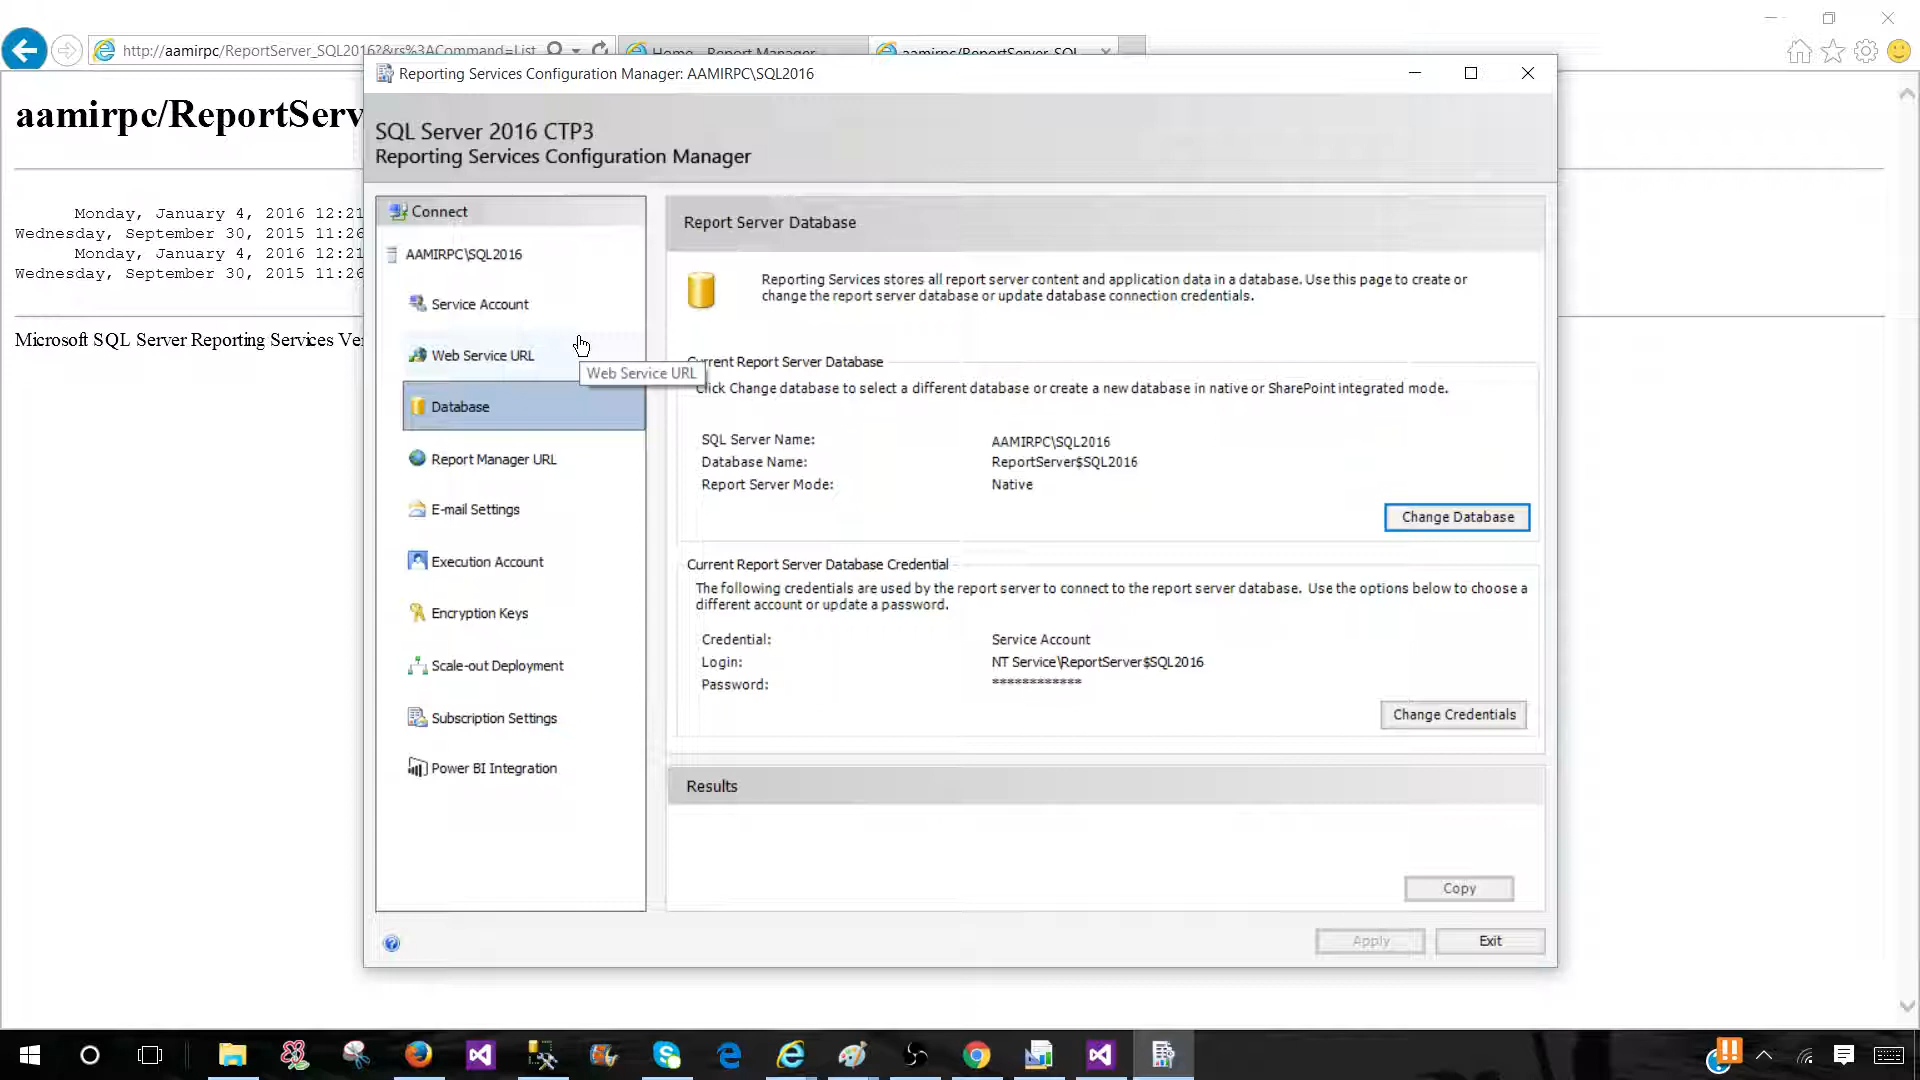 http://aamirpc/ReportServer_SQL2016?&rs%3ACommand=List
Home - Report Manager
aamirpc/ReportServer_SQL...
Reporting Services Configuration Manager: AAMIRPC\SQL2016
aamirpc/ReportServ
SQL Server 2016 CTP3
Reporting Services Configuration Manager
Monday, January 4, 2016 12:21
Wednesday, September 30, 2015 11:26
Monday, January 4, 2016 12:21
Wednesday, September 30, 2015 11:26
Microsoft SQL Server Reporting Services Ve
Connect
AAMIRPC\SQL2016
Service Account
Web Service URL
Web Service URL
Database
Report Manager URL
E-mail Settings
Execution Account
Encryption Keys
Scale-out Deployment
Subscription Settings
Power BI Integration
Report Server Database
Reporting Services stores all report server content and application data in a database. Use this page to create or
change the report server database or update database connection credentials.
Current Report Server Database
Click Change database to select a different database or create a new database in native or SharePoint integrated mode.
SQL Server Name: AAMIRPC\SQL2016
Database Name: ReportServer$SQL2016
Report Server Mode: Native
Change Database
Current Report Server Database Credential
The following credentials are used by the report server to connect to the report server database. Use the options below to choose a
different account or update a password.
Credential: Service Account
Login: NT Service\ReportServer$SQL2016
Password: ************
Change Credentials
Results
Copy
Apply
Exit